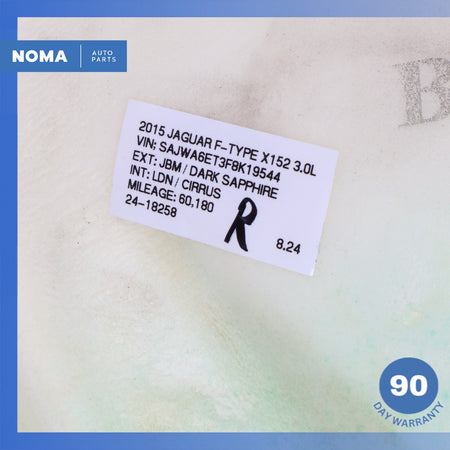 NOMA
AUTO
PARTS
B
2015 JAGUAR F-TYPE X152 3.0L
VIN: SAJWA6ET3F8K19544
EXT: JBM / DARK SAPPHIRE
INT: LDN / CIRRUS
MILEAGE: 60,180
24-18258
R
8.24
90
DAY WARRANTY